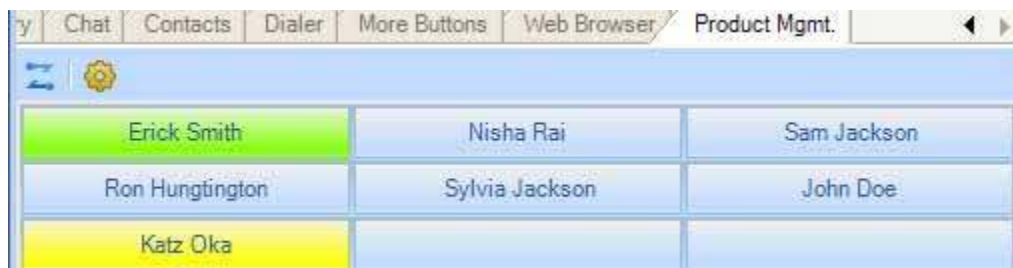 y Chat Contacts Dialer More Buttons Web Browser Product Mgmt.
Erick Smith Nisha Rai Sam Jackson
Ron Hungtington Sylvia Jackson John Doe
Katz Oka